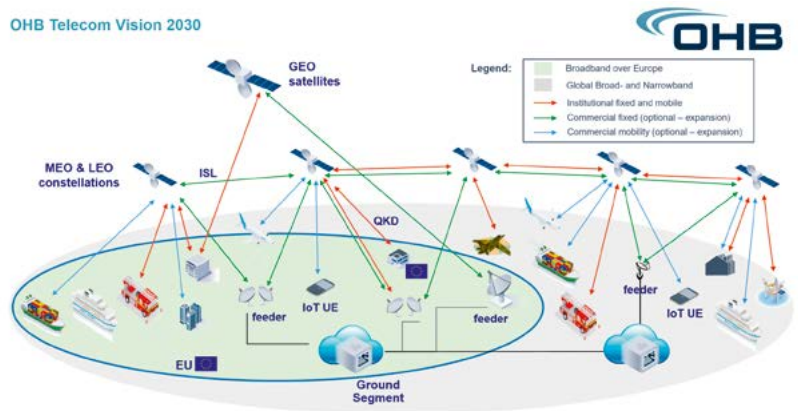 OHB Telecom Vision 2030
OHB
Legend:
Broadband over Europe
Global Broad- and Narrowband
Institutional fixed and mobile
Commercial fixed (optional – expansion)
Commercial mobility (optional – expansion)
GEO
satellites
MEO & LEO
constellations
ISL
QKD
feeder
IoT UE
feeder
feeder
IoT UE
EU
Ground
Segment